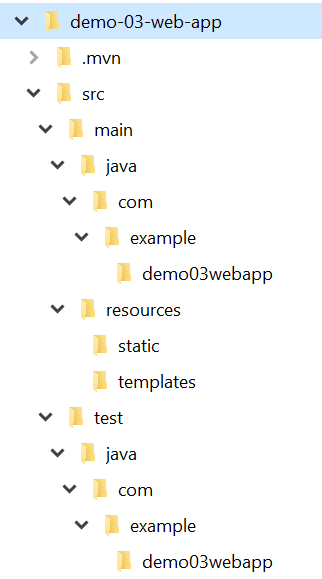 demo-03-web-app
.mvn
src
main
java
com
example
demo03webapp
resources
static
templates
test
java
com
example
demo03webapp